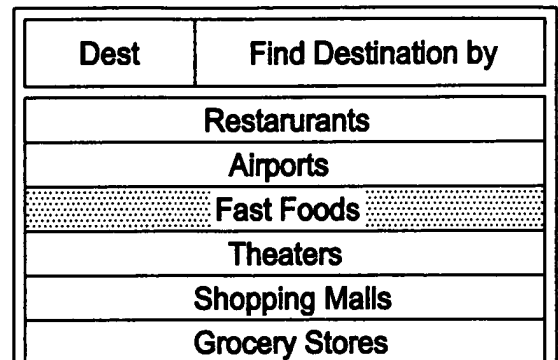 Dest Find Destination by
Restarurants
Airports
Fast Foods
Theaters
Shopping Malls
Grocery Stores